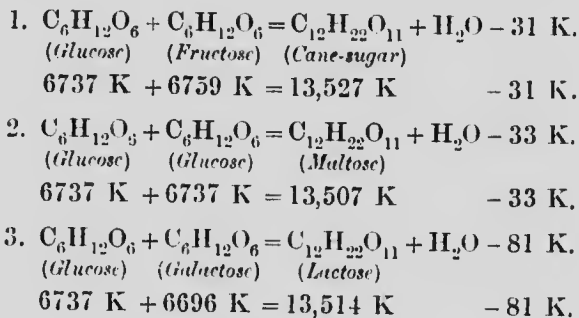 1. C₆H₁₂O₆ + C₆H₁₂O₆ = C₁₂H₂₂O₁₁ + H₂O – 31 K.
(Glucose) (Fructose) (Cane-sugar)
6737 K + 6759 K = 13,527 K – 31 K.
2. C₆H₁₂O₆ + C₆H₁₂O₆ = C₁₂H₂₂O₁₁ + H₂O – 33 K.
(Glucose) (Glucose) (Maltose)
6737 K + 6737 K = 13,507 K – 33 K.
3. C₆H₁₂O₆ + C₆H₁₂O₆ = C₁₂H₂₂O₁₁ + H₂O – 81 K.
(Glucose) (Galactose) (Lactose)
6737 K + 6696 K = 13,514 K – 81 K.